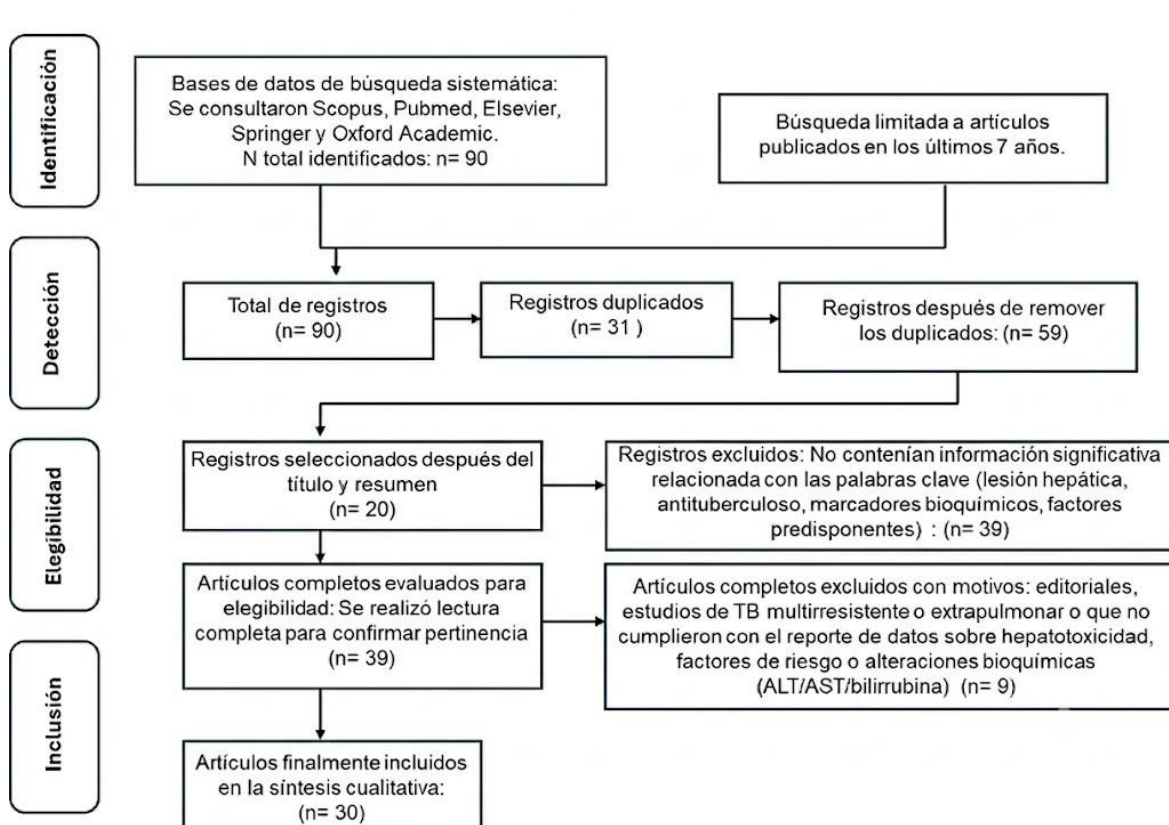 Identificación
Bases de datos de búsqueda sistemática:
Se consultaron Scopus, Pubmed, Elsevier,
Springer y Oxford Academic.
N total identificados: n= 90
Búsqueda limitada a artículos
publicados en los últimos 7 años.
Detección
Total de registros
(n= 90)
Registros duplicados
(n= 31 )
Registros después de remover
los duplicados: (n= 59)
Elegibilidad
Registros seleccionados después del
título y resumen
(n= 20)
Registros excluidos: No contenían información significativa
relacionada con las palabras clave (lesión hepática,
antituberculoso, marcadores bioquímicos, factores
predisponentes) : (n= 39)
Artículos completos evaluados para
elegibilidad: Se realizó lectura
completa para confirmar pertinencia
(n= 39)
Artículos completos excluidos con motivos: editoriales,
estudios de TB multirresistente o extrapulmonar o que no
cumplieron con el reporte de datos sobre hepatotoxicidad,
factores de riesgo o alteraciones bioquímicas
(ALT/AST/bilirrubina) (n= 9)
Inclusión
Artículos finalmente incluidos
en la síntesis cualitativa:
(n= 30)